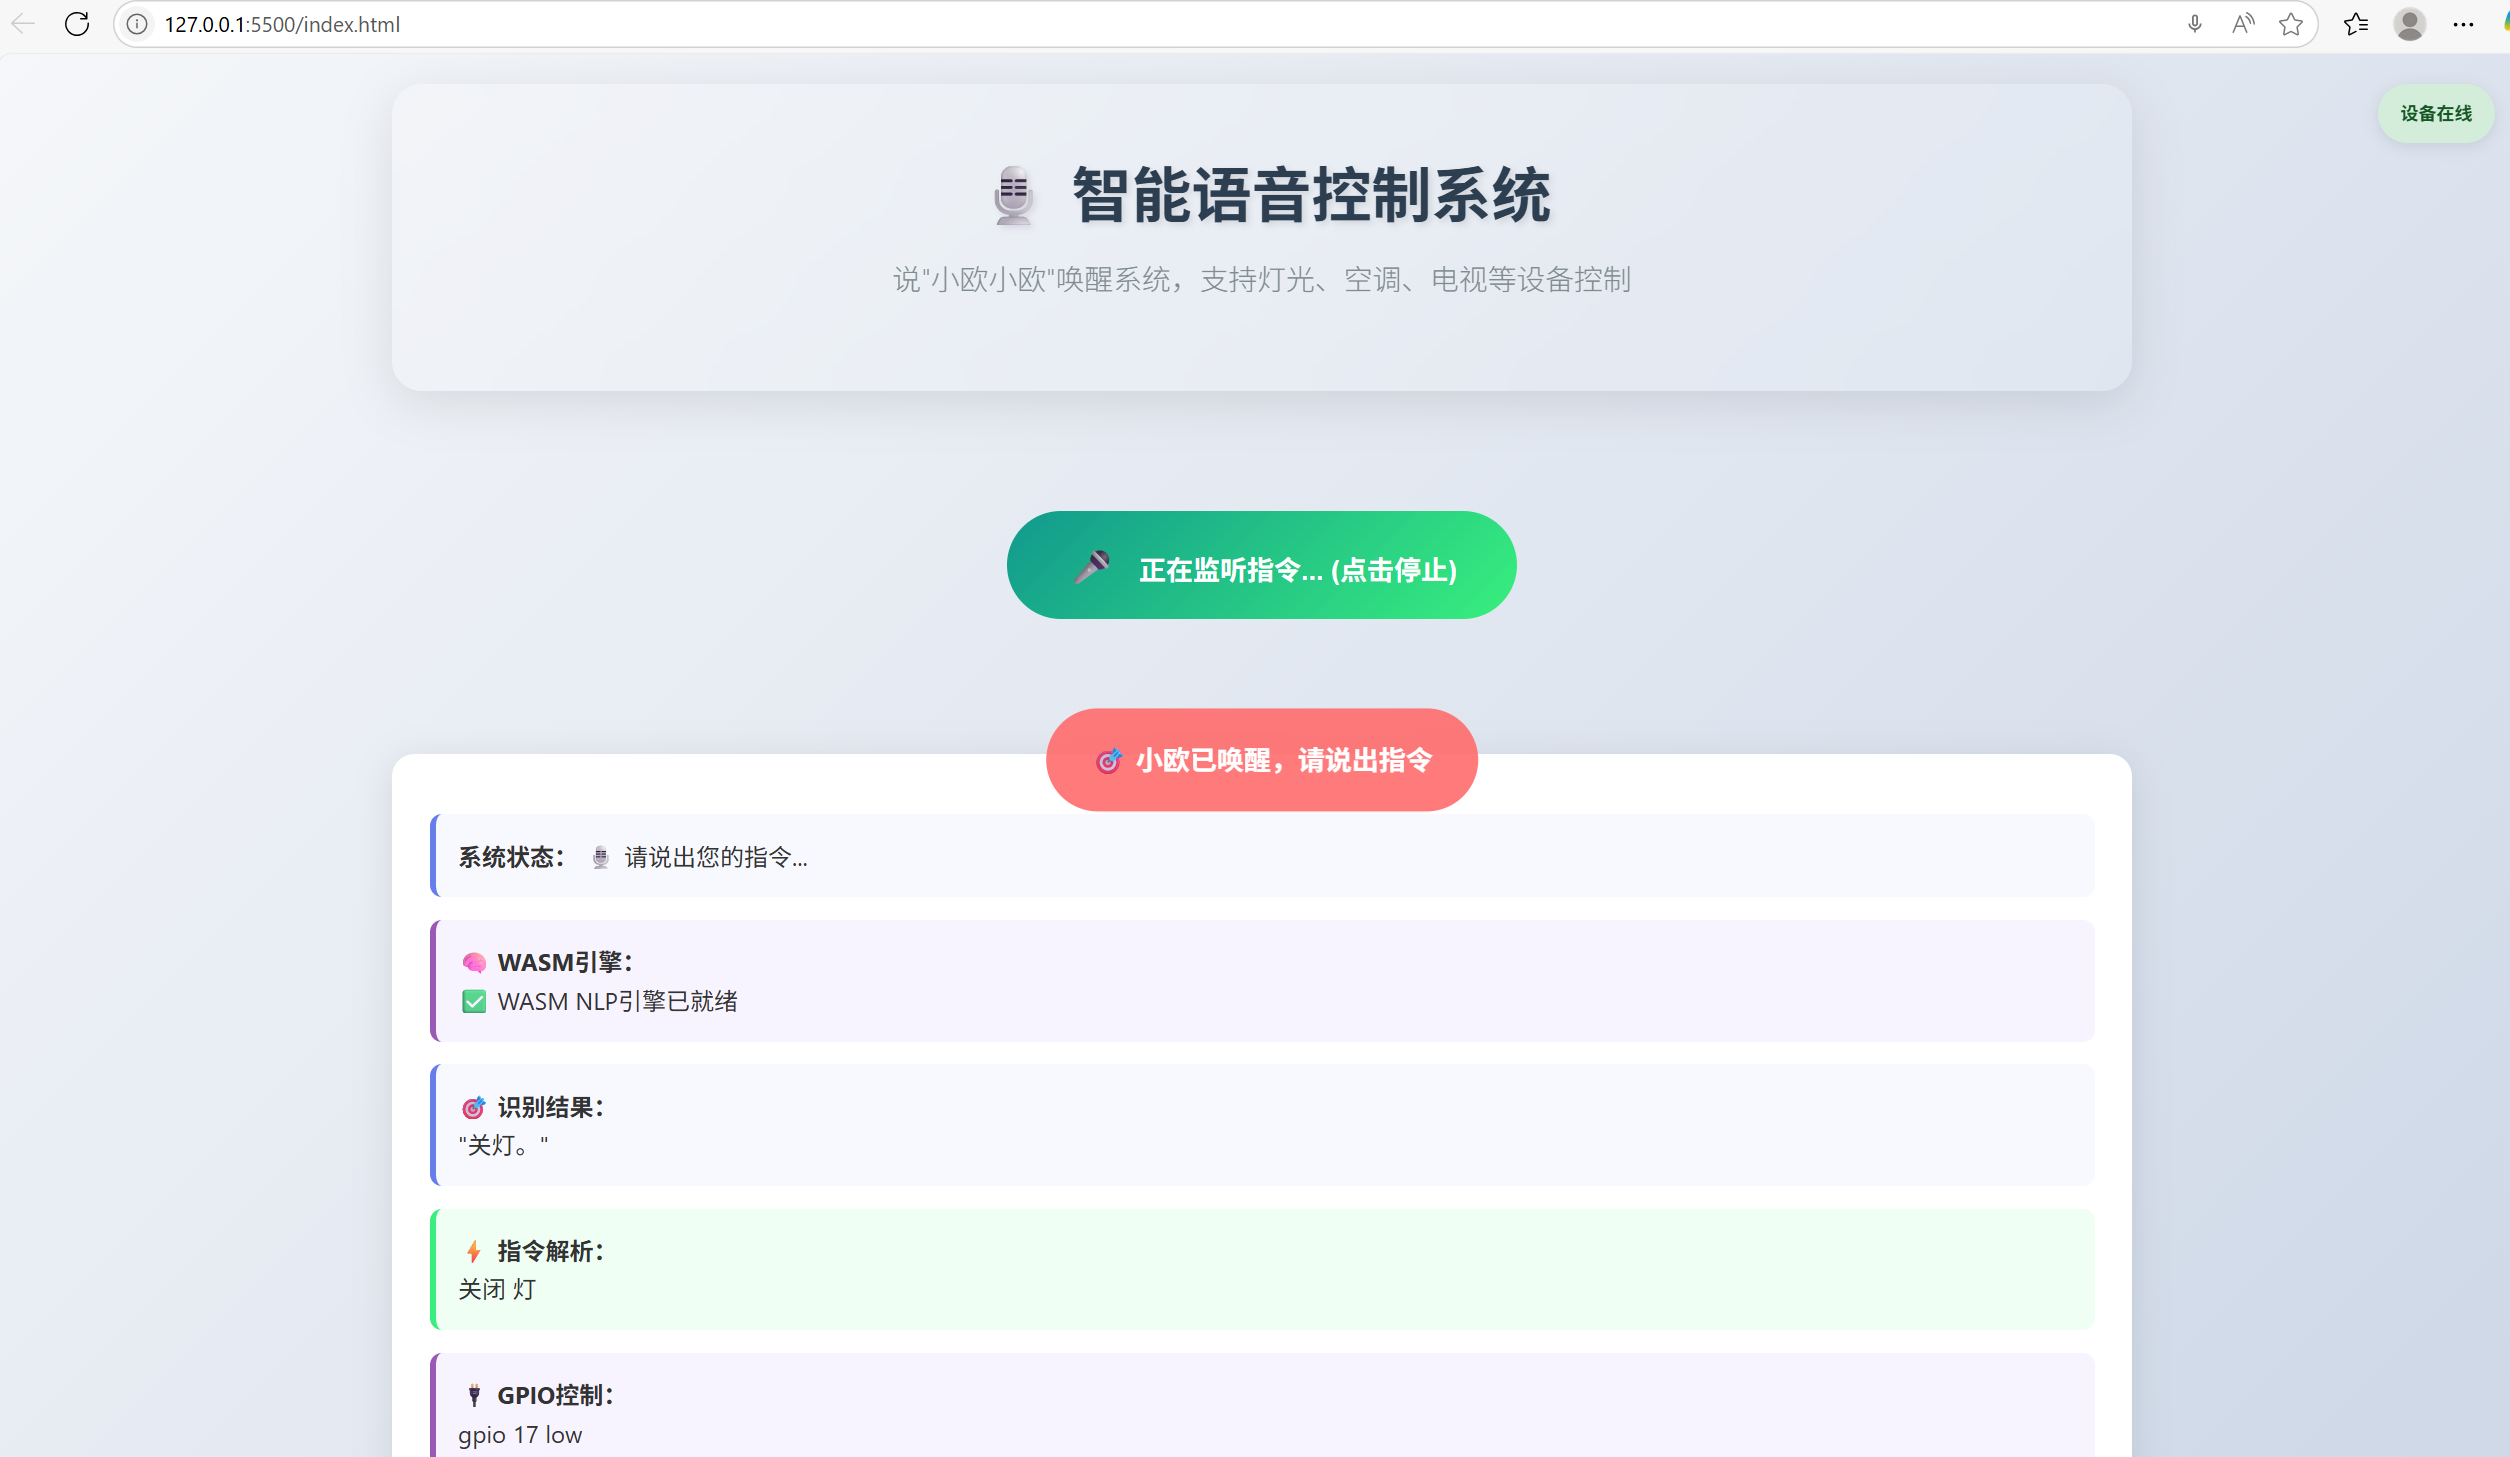 127.0.0.1:5500/index.html
设备在线
智能语音控制系统
说"小欧小欧"唤醒系统，支持灯光、空调、电视等设备控制
正在监听指令... (点击停止)
小欧已唤醒，请说出指令
系统状态： 请说出您的指令...
WASM引擎：
WASM NLP引擎已就绪
识别结果：
"关灯。"
指令解析：
关闭 灯
GPIO控制：
gpio 17 low